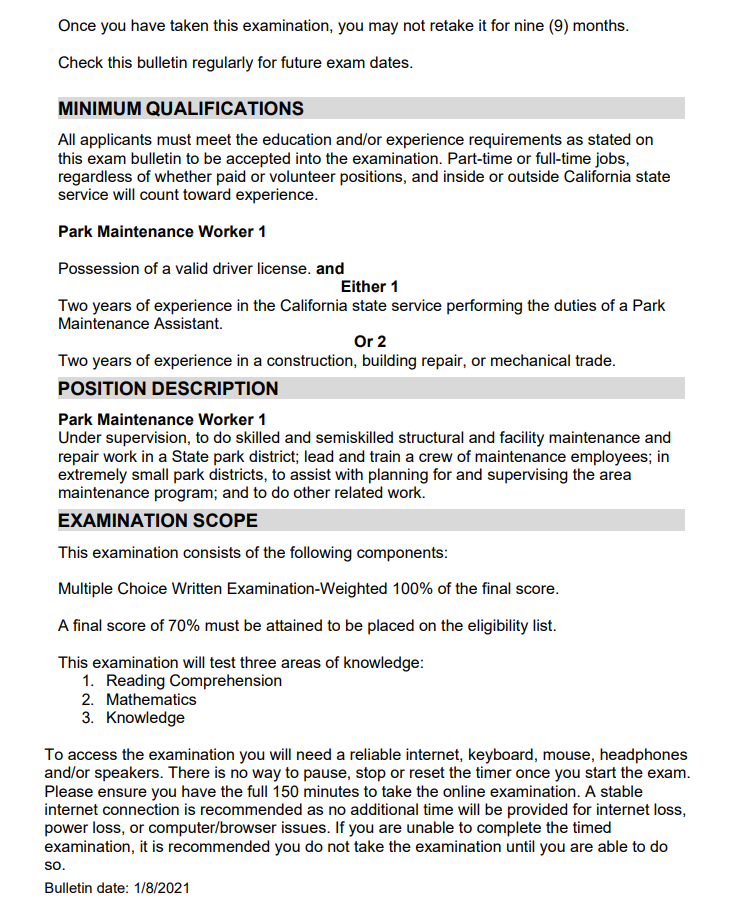 Once you have taken this examination, you may not retake it for nine (9) months.
Check this bulletin regularly for future exam dates.
MINIMUM QUALIFICATIONS
All applicants must meet the education and/or experience requirements as stated on
this exam bulletin to be accepted into the examination. Part-time or full-time jobs,
regardless of whether paid or volunteer positions, and inside or outside California state
service will count toward experience.
Park Maintenance Worker 1
Possession of a valid driver license. and
Either 1
Two years of experience in the California state service performing the duties of a Park
Maintenance Assistant.
Or 2
Two years of experience in a construction, building repair, or mechanical trade.
POSITION DESCRIPTION
Park Maintenance Worker 1
Under supervision, to do skilled and semiskilled structural and facility maintenance and
repair work in a State park district; lead and train a crew of maintenance employees; in
extremely small park districts, to assist with planning for and supervising the area
maintenance program; and to do other related work.
EXAMINATION SCOPE
This examination consists of the following components:
Multiple Choice Written Examination-Weighted 100% of the final score.
A final score of 70% must be attained to be placed on the eligibility list.
This examination will test three areas of knowledge:
1. Reading Comprehension
2. Mathematics
3. Knowledge
To access the examination you will need a reliable internet, keyboard, mouse, headphones
and/or speakers. There is no way to pause, stop or reset the timer once you start the exam.
Please ensure you have the full 150 minutes to take the online examination. A stable
internet connection is recommended as no additional time will be provided for internet loss,
power loss, or computer/browser issues. If you are unable to complete the timed
examination, it is recommended you do not take the examination until you are able to do
so.
Bulletin date: 1/8/2021